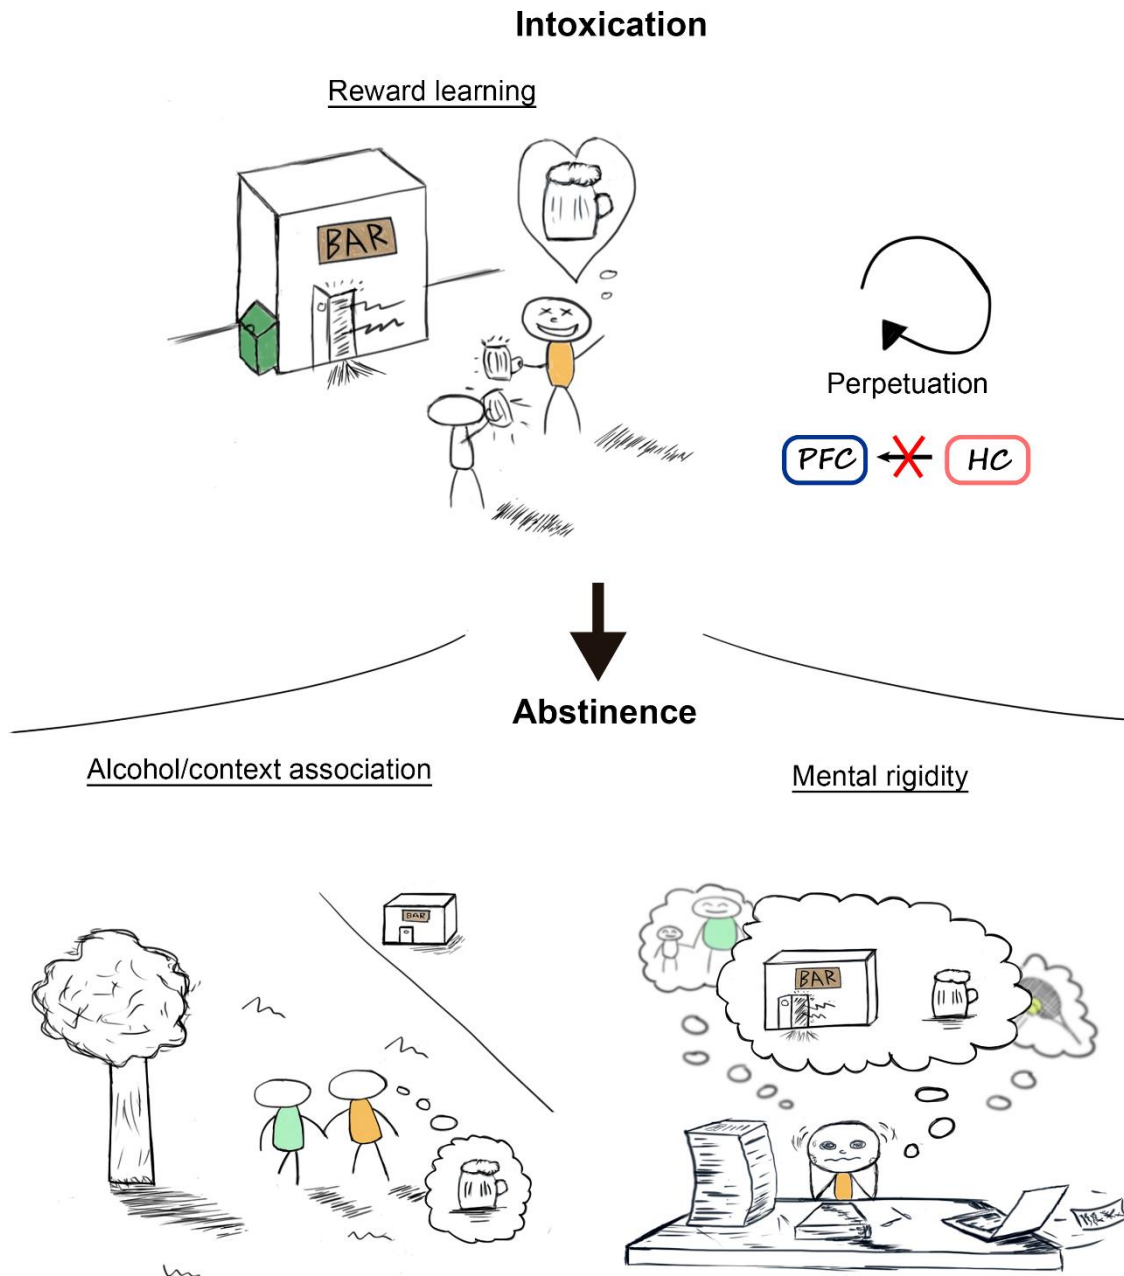 Intoxication
Reward learning
BAR
Perpetuation
PFC
HC
Abstinence
Alcohol/context association
Mental rigidity
BAR
BAR